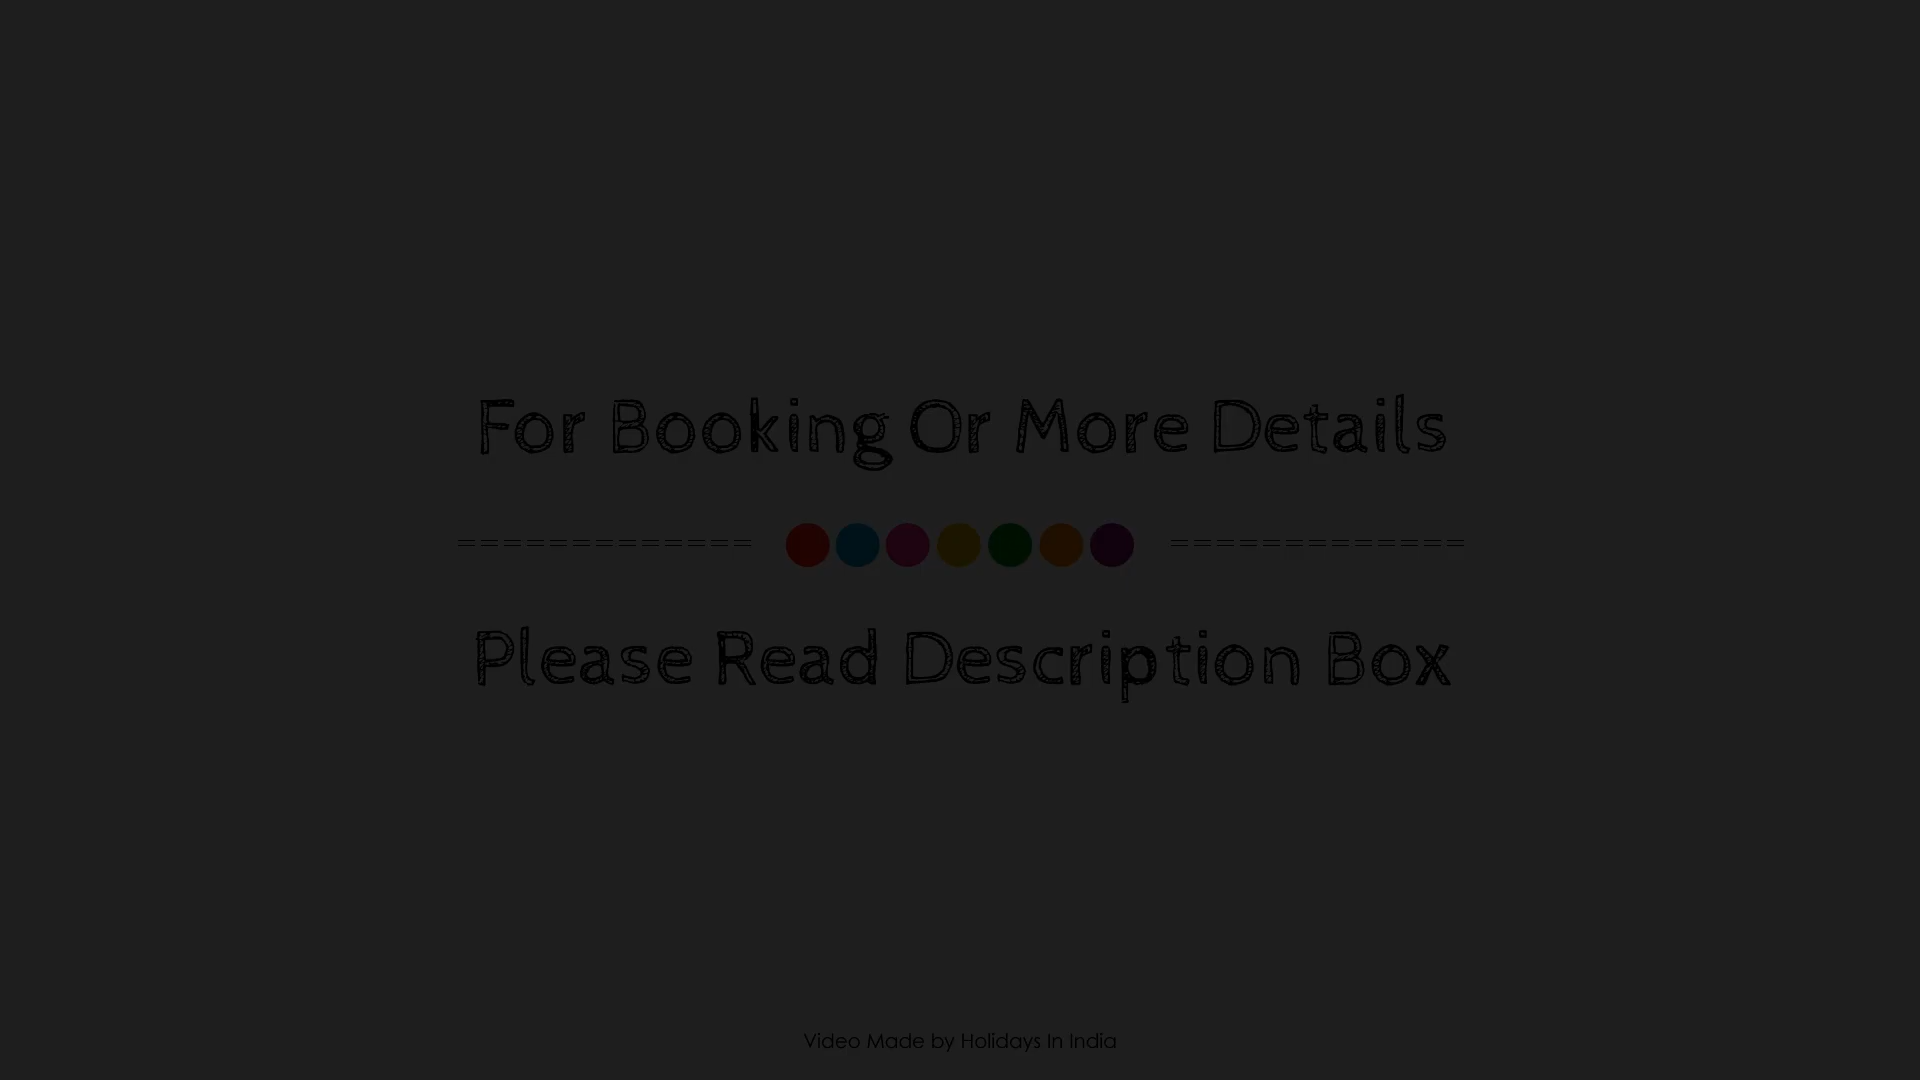 For Booking Or More Details
============= =============
Please Read Description Box
Video Made by Holidays In India